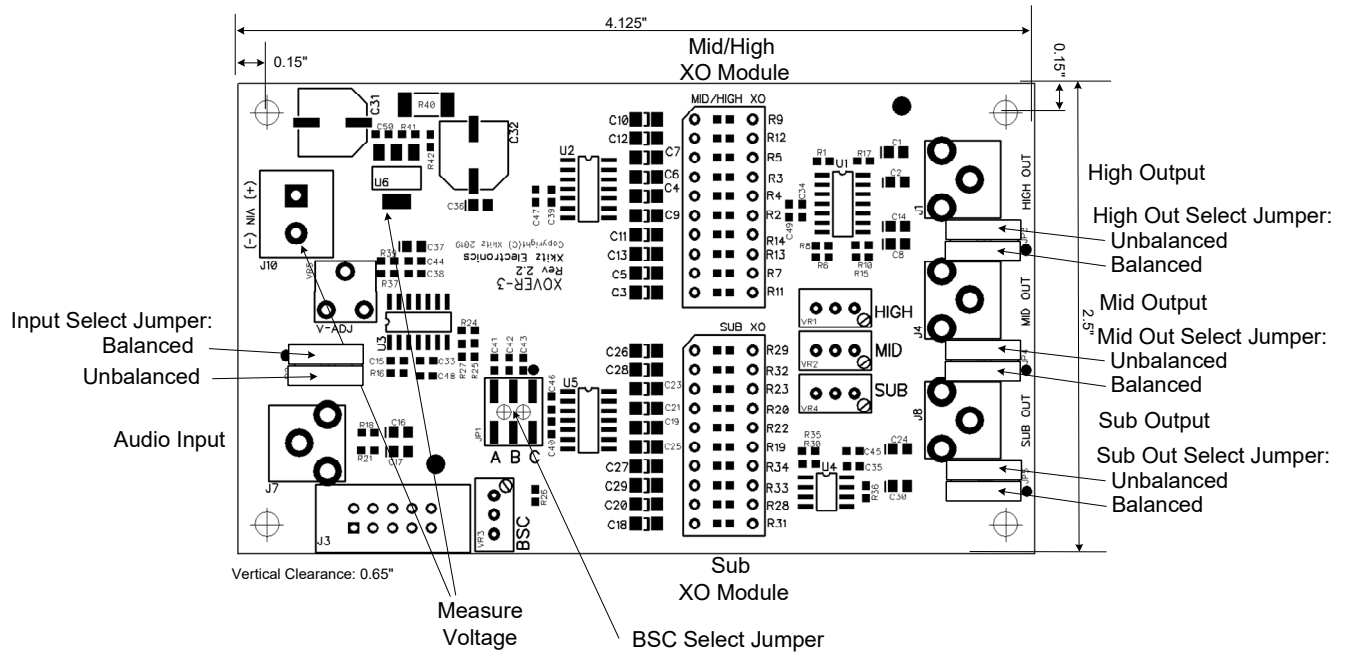 4.125"
0.15"
0.15"
2.5"
Mid/High
XO Module
MID/HIGH XO
C31
R40
C50
R41
R42
C32
U6
C36
VIN (+)
(-)
J10
C10
C12
C7
C6
C4
C9
C11
C13
C5
C3
R9
R12
R5
R3
R4
R2
R14
R13
R7
R11
U2
C47
C39
R1
R17
U1
C34
C49
R8
R6
R10
R15
C1
C2
C14
C8
J1
HIGH OUT
High Output
High Out Select Jumper:
Unbalanced
Balanced
J4
MID OUT
Mid Output
JP4
Mid Out Select Jumper:
Unbalanced
Balanced
J8
SUB OUT
Sub Output
Sub Out Select Jumper:
Unbalanced
Balanced
Copyright(C) Xkitz 2019
Xkitz Electronics
Rev 2.2
XOVER-3
C37
C44
C38
R37
V-ADJ
U3
R24
C15
R16
C33
C48
R27
R25
C41
C42
C43
Input Select Jumper:
Balanced
Unbalanced
Audio Input
J7
R18
R21
C16
C17
J3
JP1
A B C
C46
C40
U5
VR3
BSC
R26
VR1
HIGH
VR2
MID
VR4
SUB
SUB XO
C26
C28
C23
C21
C19
C25
C27
C29
C20
C18
R29
R32
R23
R20
R22
R19
R34
R33
R28
R31
R35
R30
C45
C35
U4
R36
C24
C30
Vertical Clearance: 0.65"
Sub
XO Module
Measure
Voltage
BSC Select Jumper